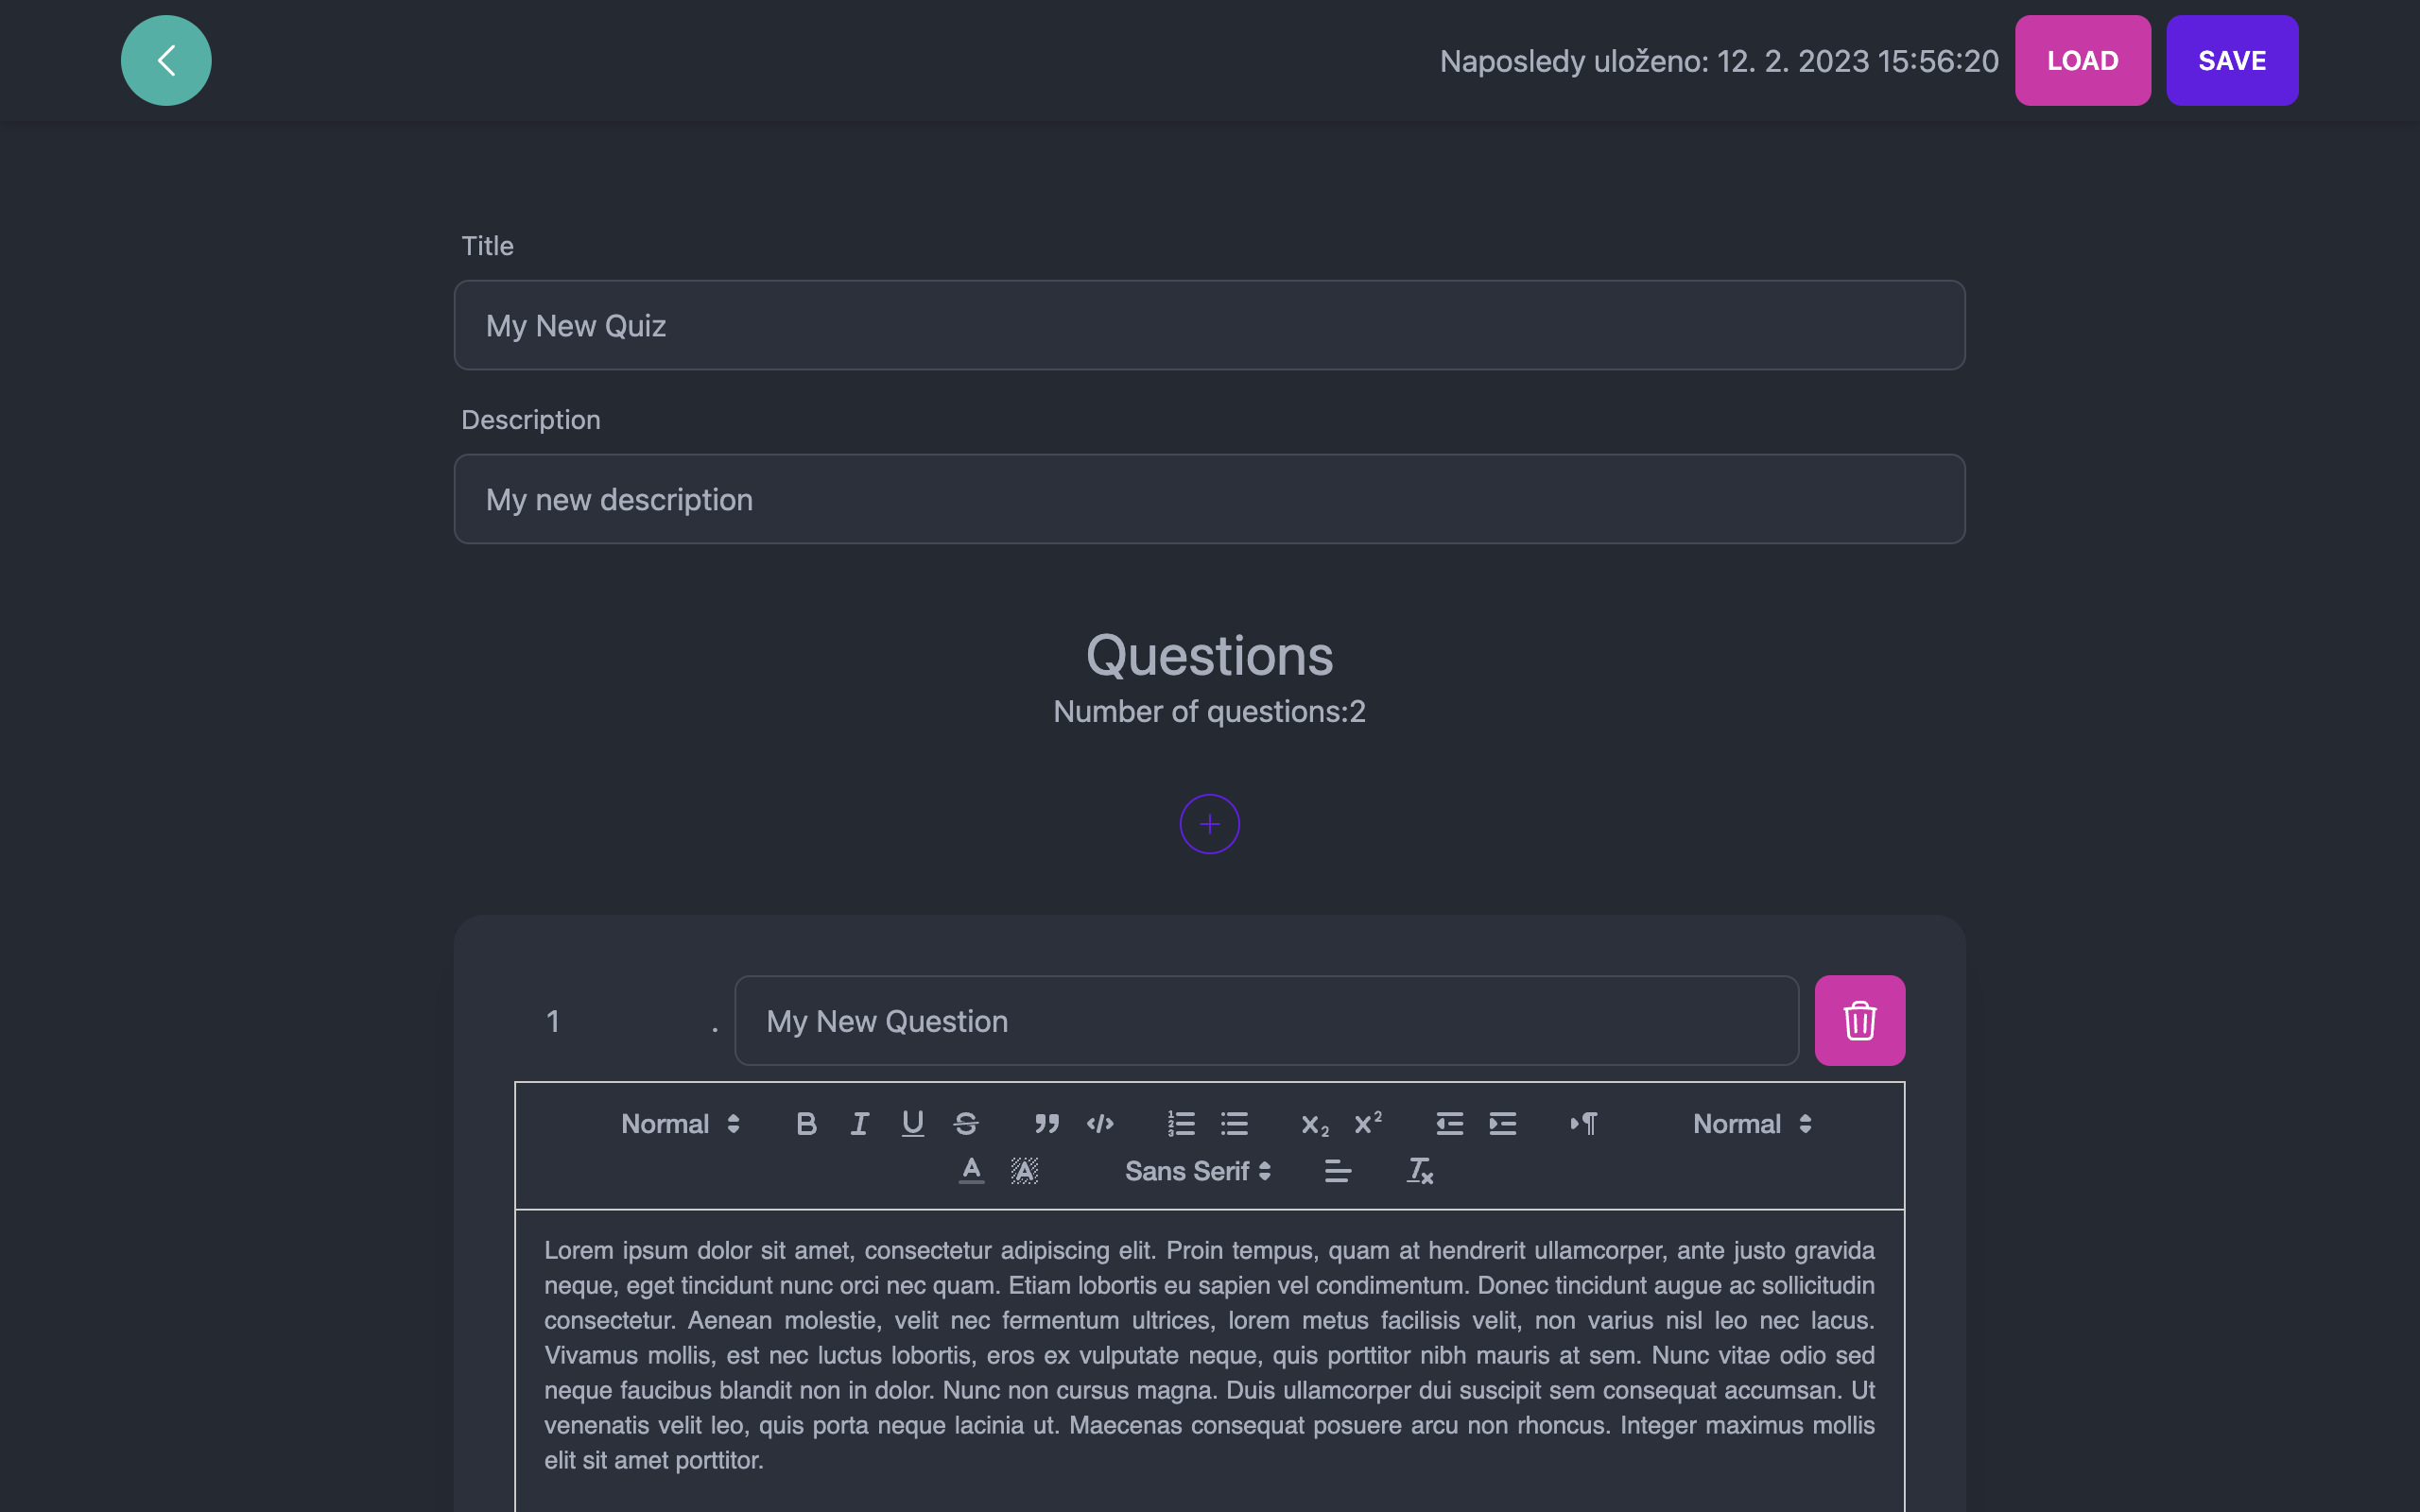 Naposledy uloženo: 12. 2. 2023 15:56:20 LOAD SAVE
Title
My New Quiz
Description
My new description
Questions
Number of questions:2
1 . My New Question
Normal Normal
Sans Serif
Lorem ipsum dolor sit amet, consectetur adipiscing elit. Proin tempus, quam at hendrerit ullamcorper, ante justo gravida
neque, eget tincidunt nunc orci nec quam. Etiam lobortis eu sapien vel condimentum. Donec tincidunt augue ac sollicitudin
consectetur. Aenean molestie, velit nec fermentum ultrices, lorem metus facilisis velit, non varius nisl leo nec lacus.
Vivamus mollis, est nec luctus lobortis, eros ex vulputate neque, quis porttitor nibh mauris at sem. Nunc vitae odio sed
neque faucibus blandit non in dolor. Nunc non cursus magna. Duis ullamcorper dui suscipit sem consequat accumsan. Ut
venenatis velit leo, quis porta neque lacinia ut. Maecenas consequat posuere arcu non rhoncus. Integer maximus mollis
elit sit amet porttitor.